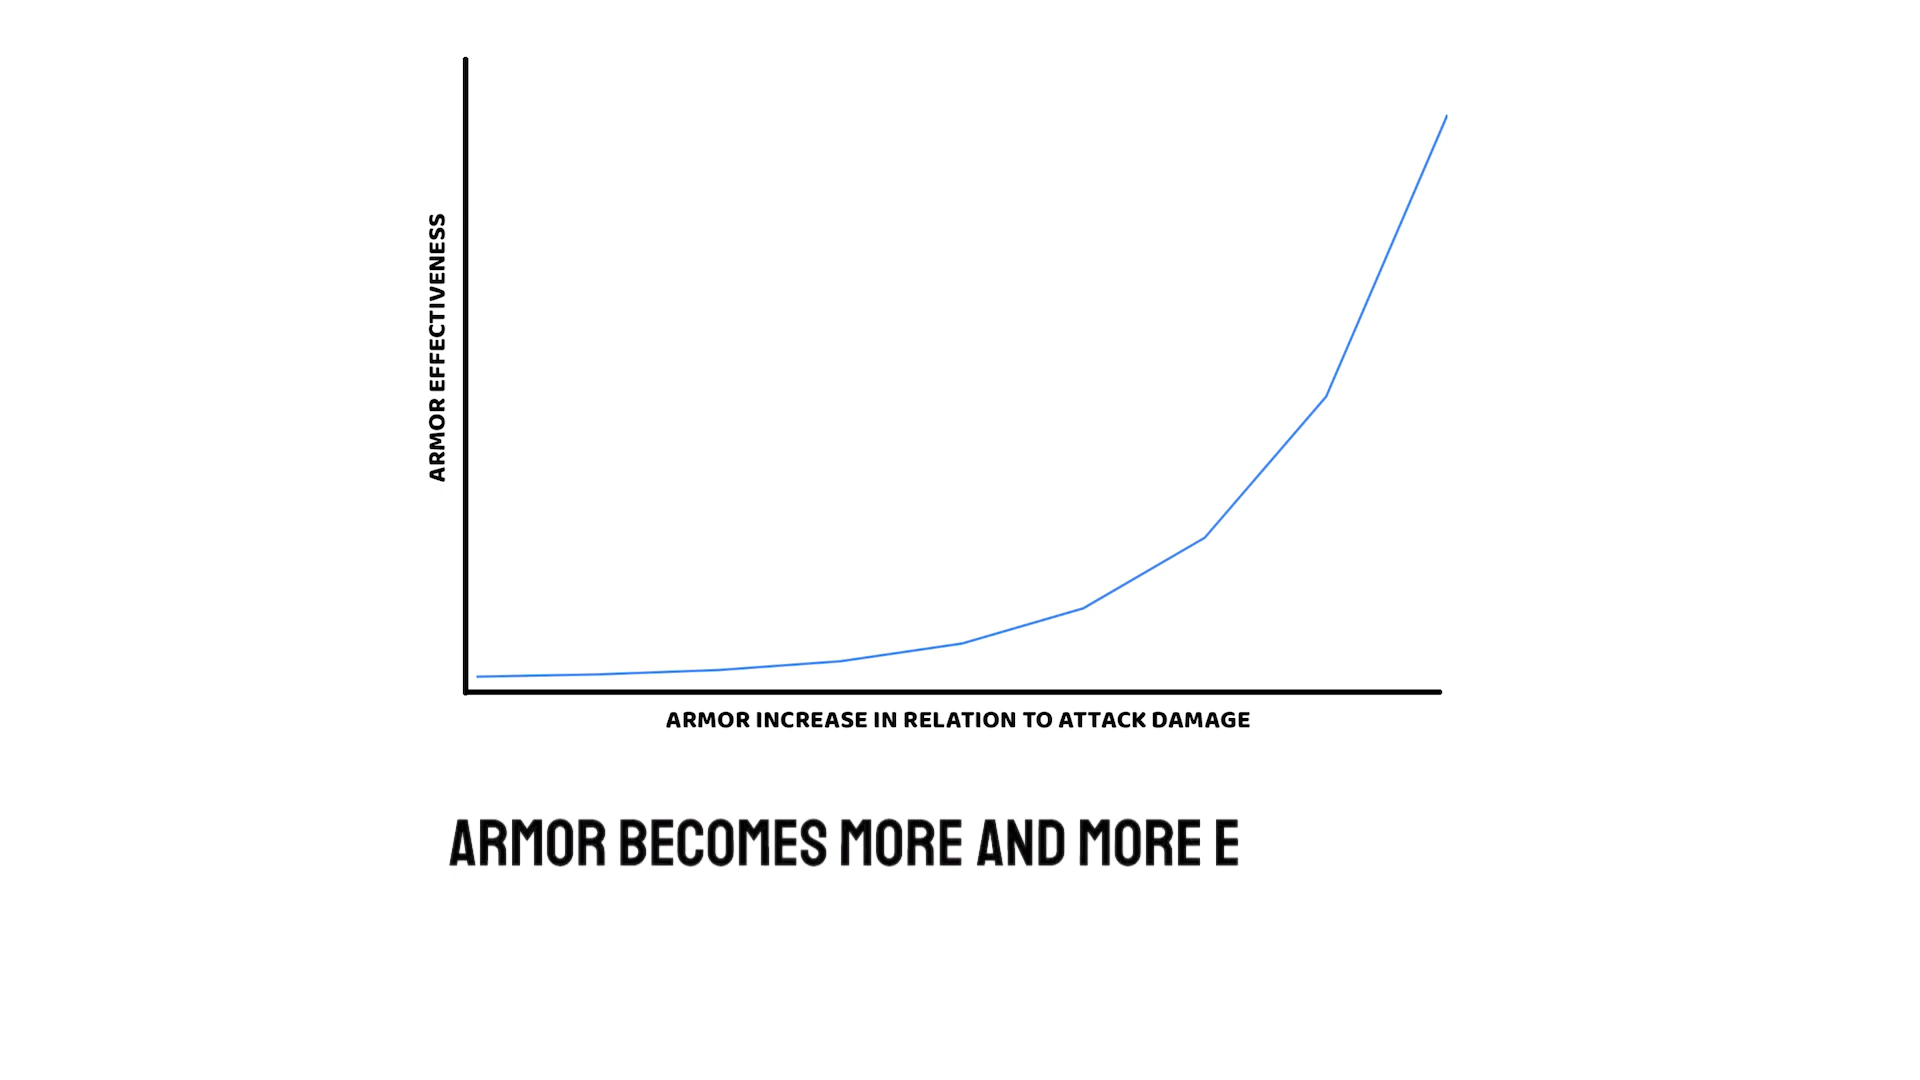 ARMOR EFFECTIVENESS
ARMOR INCREASE IN RELATION TO ATTACK DAMAGE
ARMOR BECOMES MORE AND MORE E